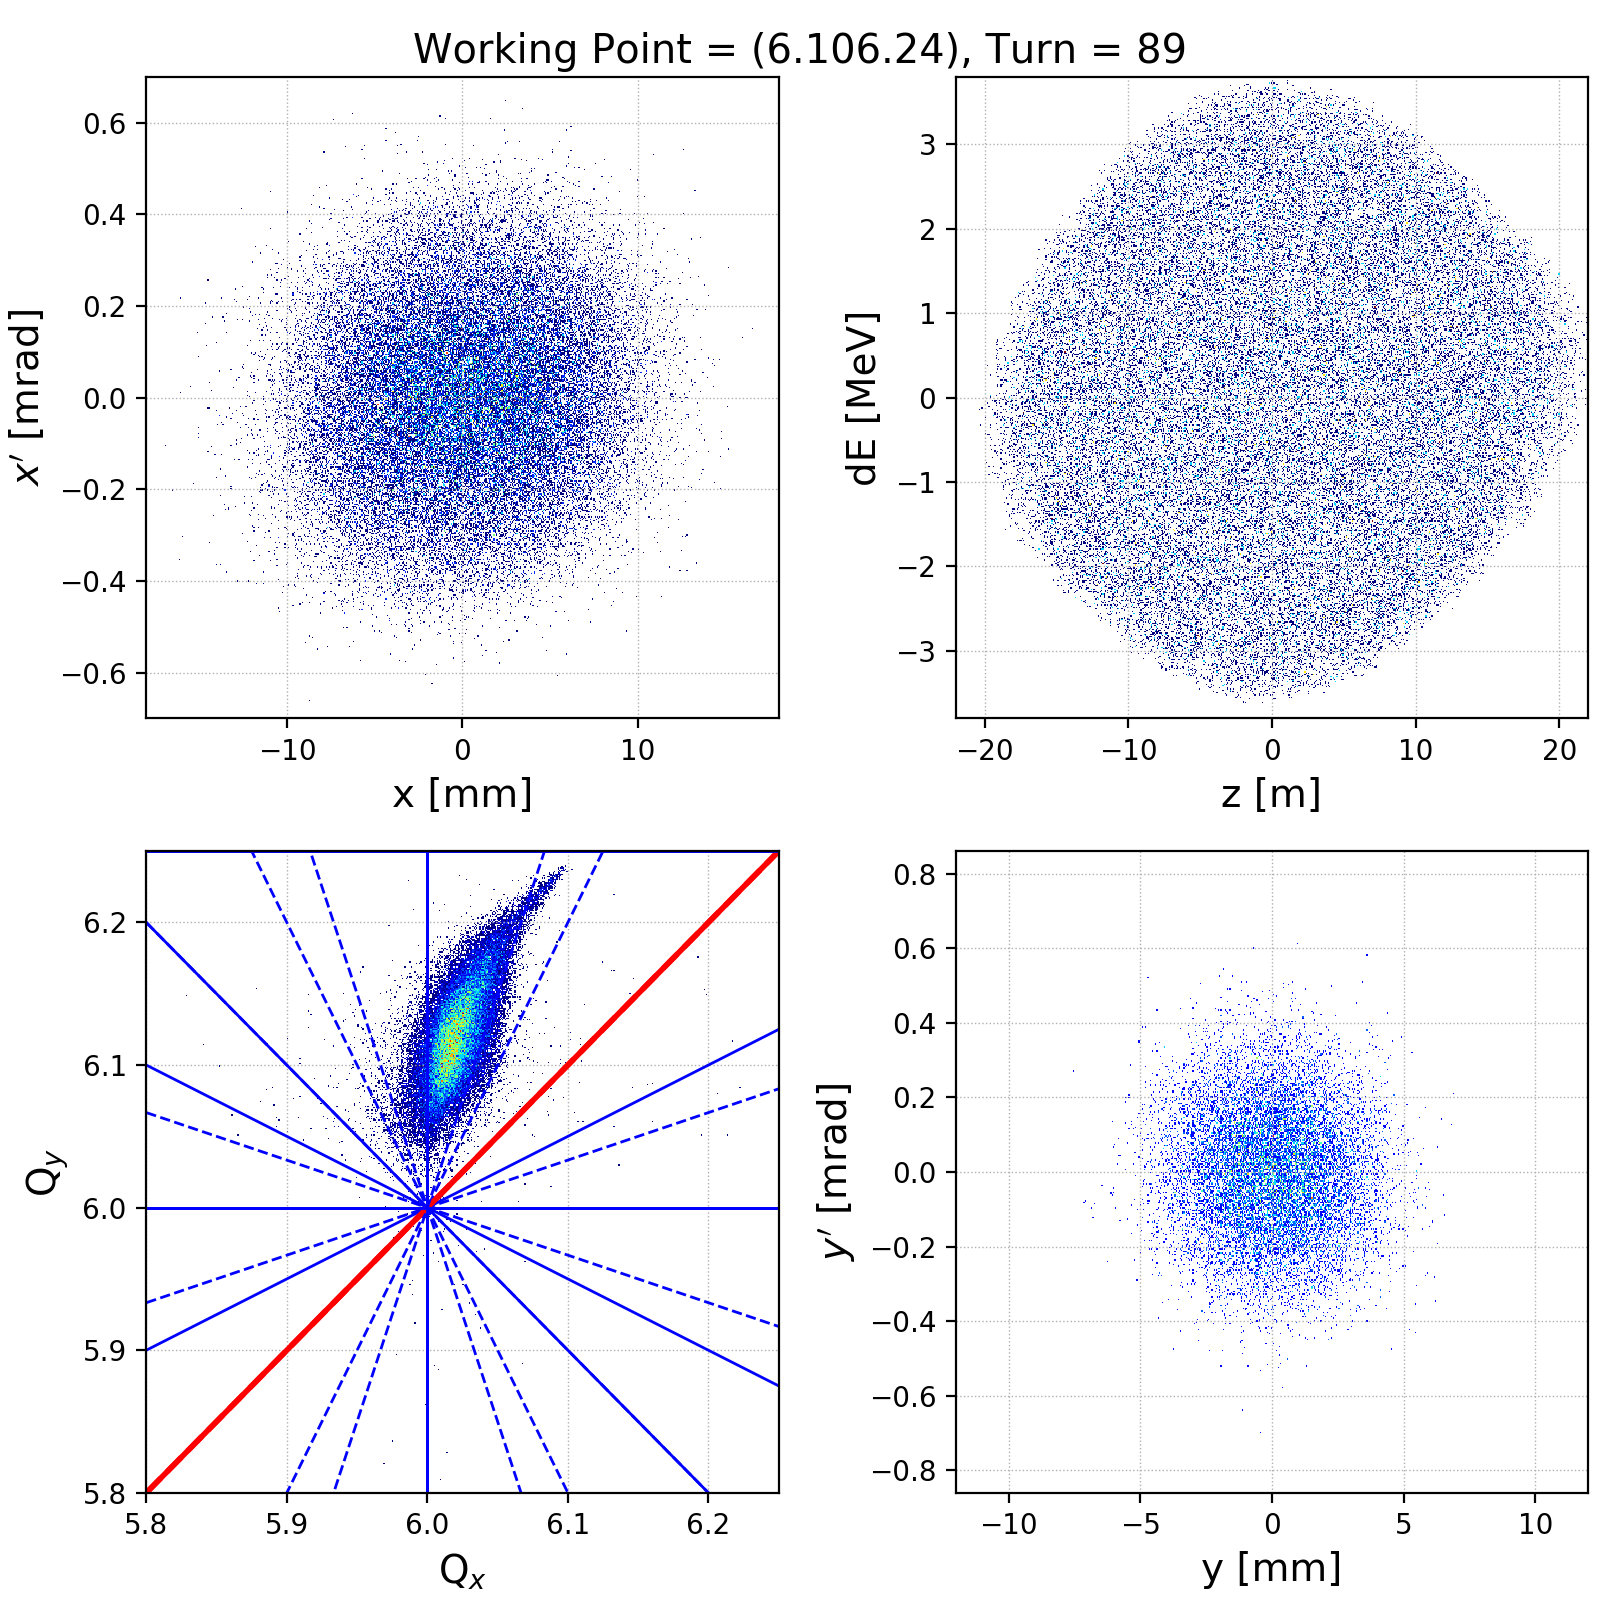 Working Point = (6.106.24), Turn = 89
0.6
0.4
0.2
0.0
−0.2
−0.4
−0.6
x′ [mrad]
−10 0 10
x [mm]
3
2
1
0
−1
−2
−3
dE [MeV]
−20 −10 0 10 20
z [m]
6.2
6.1
6.0
5.9
5.8
Qy
5.8 5.9 6.0 6.1 6.2
Qx
0.8
0.6
0.4
0.2
0.0
−0.2
−0.4
−0.6
−0.8
y′ [mrad]
−10 −5 0 5 10
y [mm]